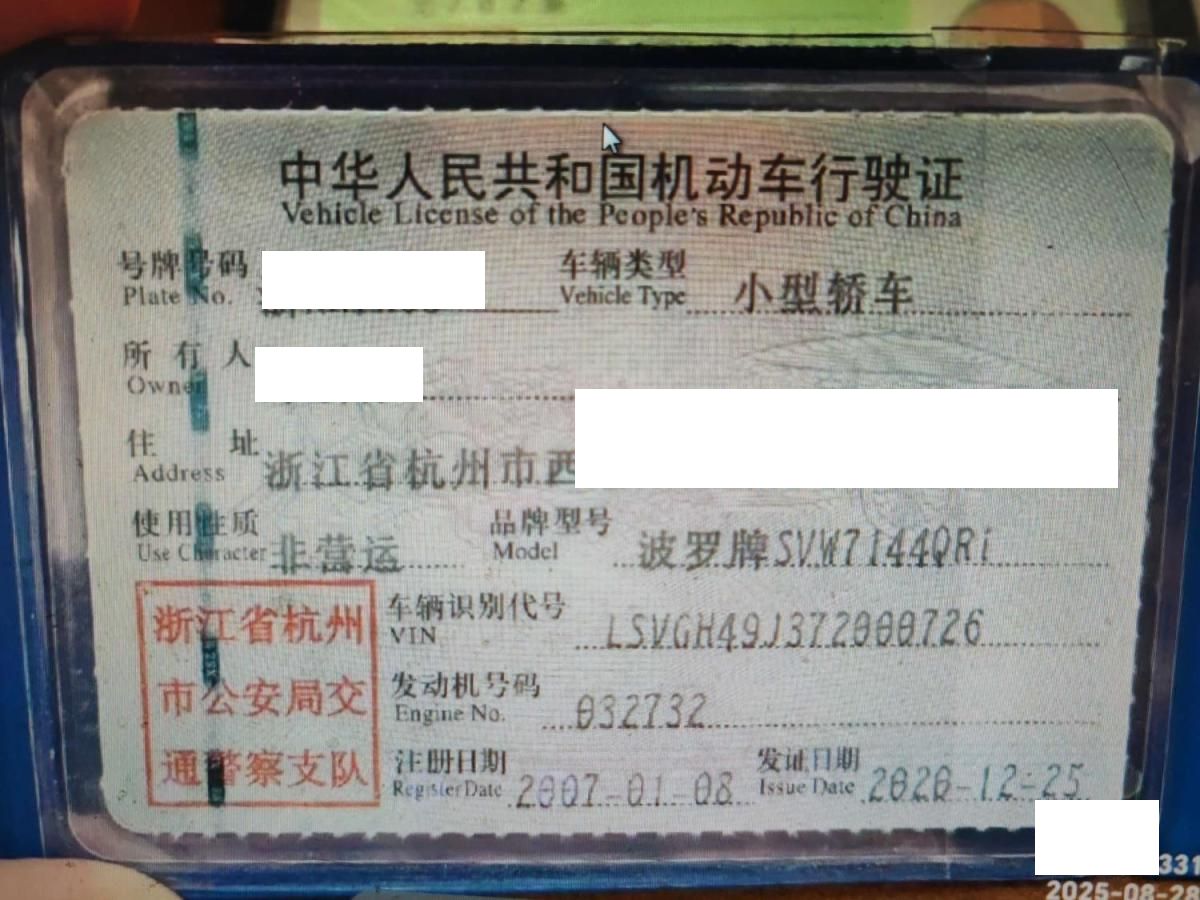 中华人民共和国机动车行驶证
Vehicle License of the People's Republic of China
号牌号码 车辆类型 小型轿车
Plate No. Vehicle Type
所有人
Owner
住址 浙江省杭州市西
Address
使用性质 非营运 品牌型号 波罗牌SVW7144QRi
Use Character Model
浙江省杭州
市公安局交
通警察支队
车辆识别代号 LSVGH49J372000726
VIN
发动机号码 032732
Engine No.
注册日期 2007-01-08 发证日期 2020-12-25
Register Date Issue Date
331
2025-08-28